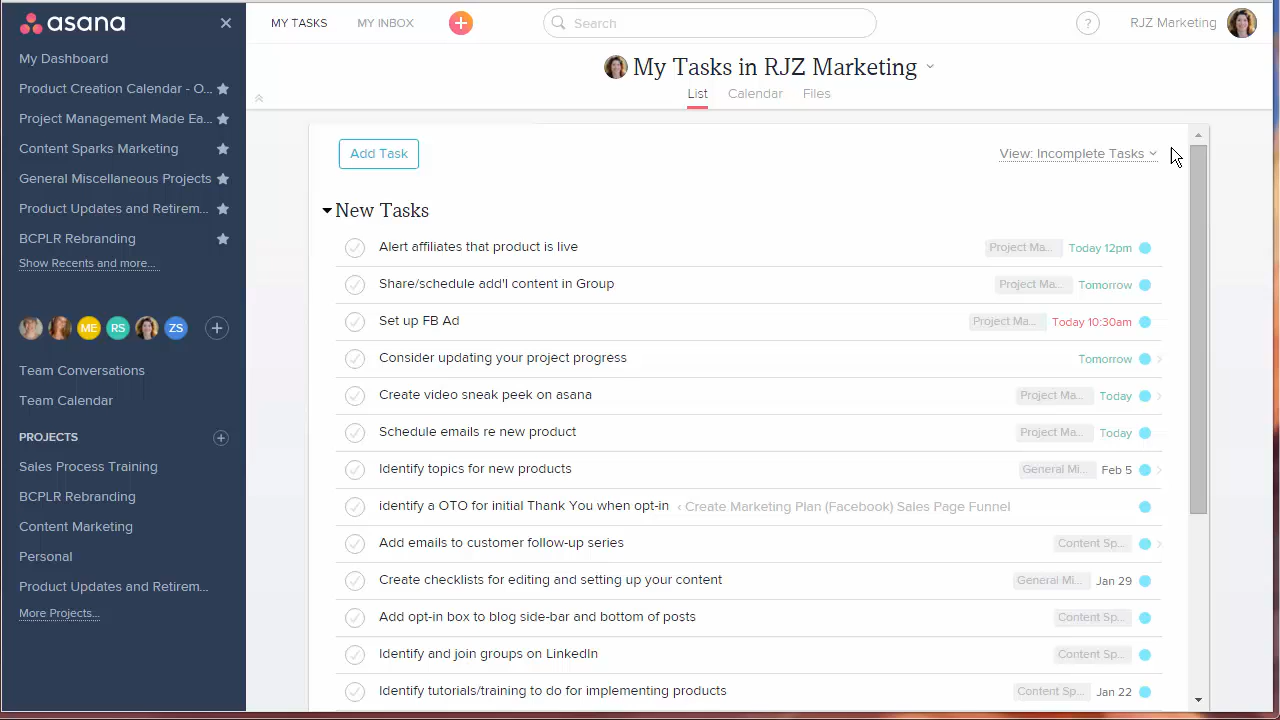 asana
My Dashboard
Product Creation Calendar - O...
Project Management Made Ea...
Content Sparks Marketing
General Miscellaneous Projects
Product Updates and Retirem...
BCPLR Rebranding
Show Recents and more...
ME RS ZS
Team Conversations
Team Calendar
PROJECTS
Sales Process Training
BCPLR Rebranding
Content Marketing
Personal
Product Updates and Retirem...
More Projects...
MY TASKS MY INBOX Search ? RJZ Marketing
My Tasks in RJZ Marketing
List Calendar Files
Add Task View: Incomplete Tasks
New Tasks
Alert affiliates that product is live Project Ma... Today 12pm
Share/schedule add'l content in Group Project Ma... Tomorrow
Set up FB Ad Project Ma... Today 10:30am
Consider updating your project progress Tomorrow
Create video sneak peek on asana Project Ma... Today
Schedule emails re new product Project Ma... Today
Identify topics for new products General Mi... Feb 5
identify a OTO for initial Thank You when opt-in ‹ Create Marketing Plan (Facebook) Sales Page Funnel
Add emails to customer follow-up series Content Sp...
Create checklists for editing and setting up your content General Mi... Jan 29
Add opt-in box to blog side-bar and bottom of posts Content Sp...
Identify and join groups on LinkedIn Content Sp...
Identify tutorials/training to do for implementing products Content Sp... Jan 22